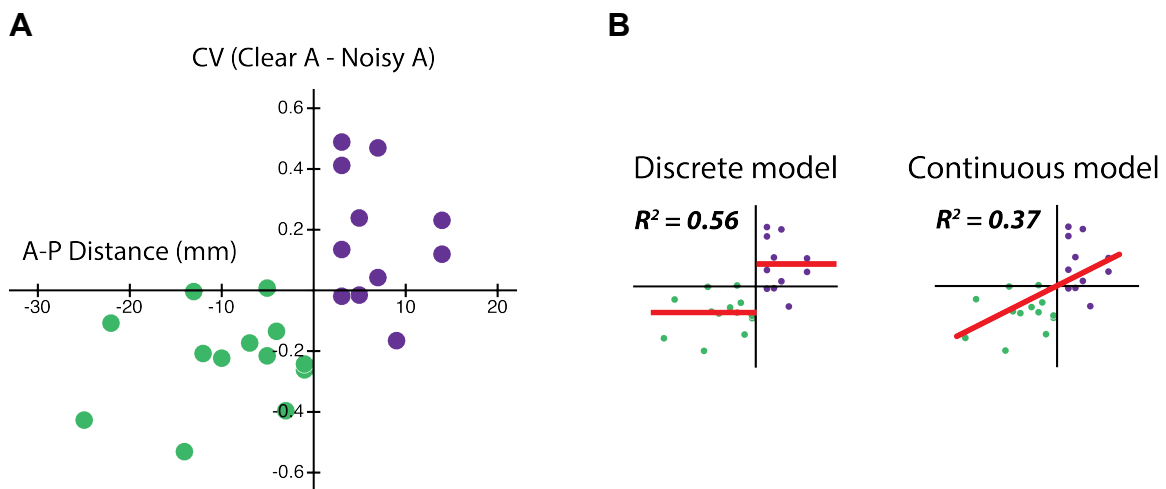 A
B
CV (Clear A - Noisy A)
0.6
0.4
0.2
A-P Distance (mm)
-30
-20
-10
10
20
-0.2
-0.4
-0.6
Discrete model
Continuous model
R² = 0.56
R² = 0.37